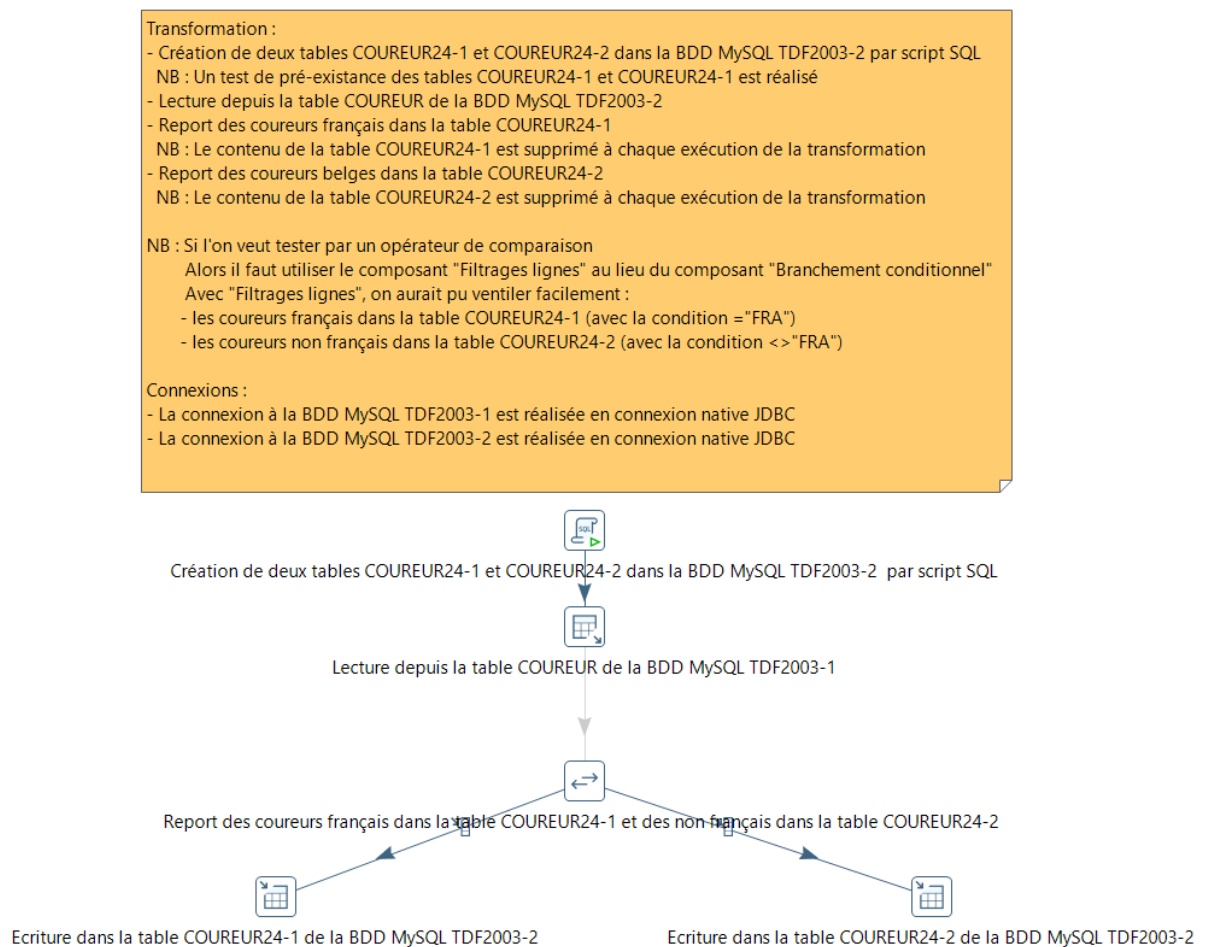 Transformation :
- Création de deux tables COUREUR24-1 et COUREUR24-2 dans la BDD MySQL TDF2003-2 par script SQL
NB : Un test de pré-existance des tables COUREUR24-1 et COUREUR24-1 est réalisé
- Lecture depuis la table COUREUR de la BDD MySQL TDF2003-2
- Report des coureurs français dans la table COUREUR24-1
NB : Le contenu de la table COUREUR24-1 est supprimé à chaque exécution de la transformation
- Report des coureurs belges dans la table COUREUR24-2
NB : Le contenu de la table COUREUR24-2 est supprimé à chaque exécution de la transformation
NB : Si l'on veut tester par un opérateur de comparaison
Alors il faut utiliser le composant "Filtrages lignes" au lieu du composant "Branchement conditionnel"
Avec "Filtrages lignes", on aurait pu ventiler facilement :
- les coureurs français dans la table COUREUR24-1 (avec la condition ="FRA")
- les coureurs non français dans la table COUREUR24-2 (avec la condition <>"FRA")
Connexions :
- La connexion à la BDD MySQL TDF2003-1 est réalisée en connexion native JDBC
- La connexion à la BDD MySQL TDF2003-2 est réalisée en connexion native JDBC
SQL
Création de deux tables COUREUR24-1 et COUREUR24-2 dans la BDD MySQL TDF2003-2 par script SQL
Lecture depuis la table COUREUR de la BDD MySQL TDF2003-1
Report des coureurs français dans la table COUREUR24-1 et des non français dans la table COUREUR24-2
Ecriture dans la table COUREUR24-1 de la BDD MySQL TDF2003-2
Ecriture dans la table COUREUR24-2 de la BDD MySQL TDF2003-2